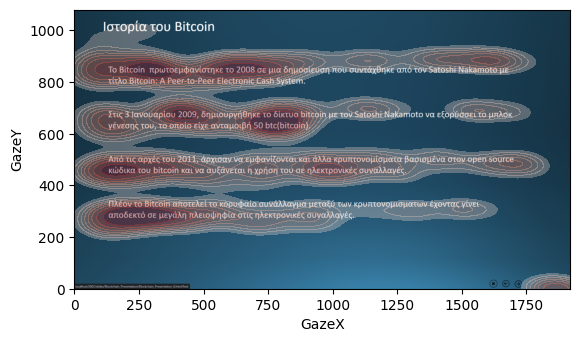 Ιστορία του Bitcoin
Το Bitcoin πρωτοεμφανίστηκε το 2008 σε μια δημοσίευση που συντάχθηκε από τον Satoshi Nakamoto με
τίτλο Bitcoin: A Peer-to-Peer Electronic Cash System.
Στις 3 Ιανουαρίου 2009, δημιουργήθηκε το δίκτυο bitcoin με τον Satoshi Nakamoto να εξορύσσει το μπλοκ
γένεσης του, το οποίο είχε ανταμοιβή 50 btc(bitcoin).
Από τις αρχές του 2011, άρχισαν να εμφανίζονται και άλλα κρυπτονομίσματα βασισμένα στον open source
κώδικα του bitcoin και να αυξάνεται η χρήση του σε ηλεκτρονικές συναλλαγές.
Πλέον το Bitcoin αποτελεί το κορυφαίο συνάλλαγμα μεταξύ των κρυπτονομισμάτων έχοντας γίνει
αποδεκτό σε μεγάλη πλειοψηφία στις ηλεκτρονικές συναλλαγές.
GazeY
1000
800
600
400
200
0
0 250 500 750 1000 1250 1500 1750
GazeX